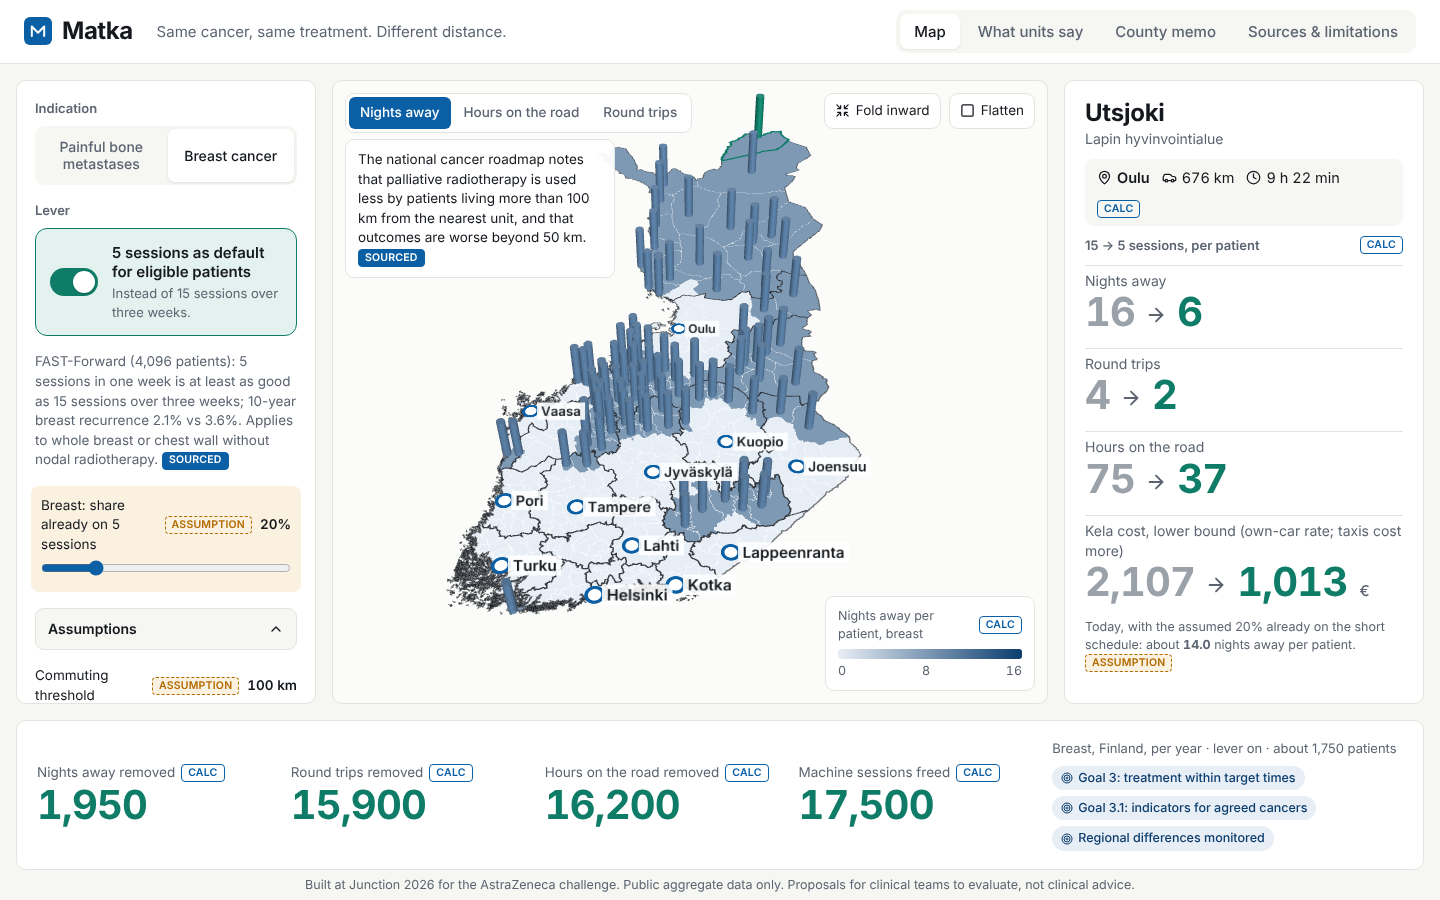 Matka
Same cancer, same treatment. Different distance.
Map
What units say
County memo
Sources & limitations
Indication
Painful bone
metastases
Breast cancer
Lever
5 sessions as default
for eligible patients
Instead of 15 sessions over
three weeks.
FAST-Forward (4,096 patients): 5
sessions in one week is at least as good
as 15 sessions over three weeks; 10-year
breast recurrence 2.1% vs 3.6%. Applies
to whole breast or chest wall without
nodal radiotherapy. SOURCED
Breast: share
already on 5
sessions
ASSUMPTION 20%
Assumptions
Commuting
threshold
ASSUMPTION 100 km
Nights away
Hours on the road
Round trips
Fold inward
Flatten
The national cancer roadmap notes
that palliative radiotherapy is used
less by patients living more than 100
km from the nearest unit, and that
outcomes are worse beyond 50 km.
SOURCED
Oulu
Vaasa
Kuopio
Joensuu
Jyväskylä
Pori
Tampere
Lahti
Lappeenranta
Turku
Kotka
Helsinki
Nights away per
patient, breast
CALC
0 8 16
Utsjoki
Lapin hyvinvointialue
Oulu 676 km 9 h 22 min
CALC
15 → 5 sessions, per patient CALC
Nights away
16 → 6
Round trips
4 → 2
Hours on the road
75 → 37
Kela cost, lower bound (own-car rate; taxis cost
more)
2,107 → 1,013 €
Today, with the assumed 20% already on the short
schedule: about 14.0 nights away per patient.
ASSUMPTION
Nights away removed CALC
1,950
Round trips removed CALC
15,900
Hours on the road removed CALC
16,200
Machine sessions freed CALC
17,500
Breast, Finland, per year · lever on · about 1,750 patients
Goal 3: treatment within target times
Goal 3.1: indicators for agreed cancers
Regional differences monitored
Built at Junction 2026 for the AstraZeneca challenge. Public aggregate data only. Proposals for clinical teams to evaluate, not clinical advice.